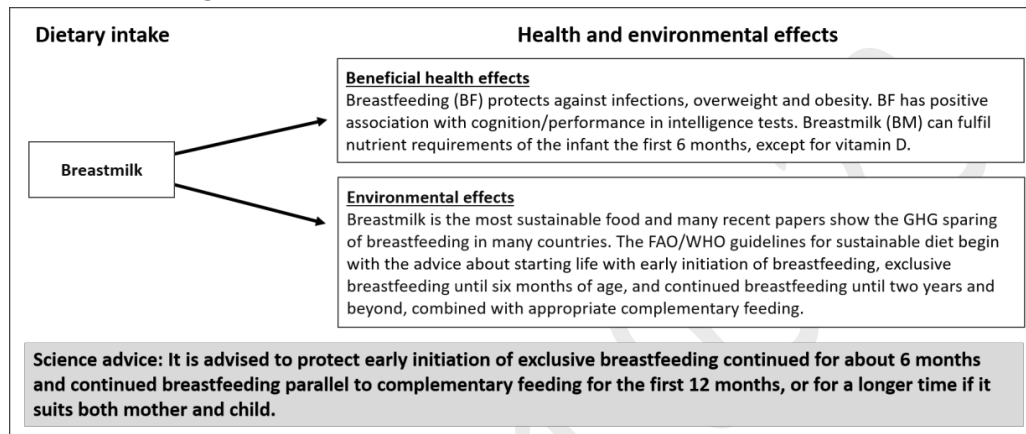 Dietary intake
Health and environmental effects
Beneficial health effects
Breastfeeding (BF) protects against infections, overweight and obesity. BF has positive
association with cognition/performance in intelligence tests. Breastmilk (BM) can fulfil
nutrient requirements of the infant the first 6 months, except for vitamin D.
Breastmilk
Environmental effects
Breastmilk is the most sustainable food and many recent papers show the GHG sparing
of breastfeeding in many countries. The FAO/WHO guidelines for sustainable diet begin
with the advice about starting life with early initiation of breastfeeding, exclusive
breastfeeding until six months of age, and continued breastfeeding until two years and
beyond, combined with appropriate complementary feeding.
Science advice: It is advised to protect early initiation of exclusive breastfeeding continued for about 6 months
and continued breastfeeding parallel to complementary feeding for the first 12 months, or for a longer time if it
suits both mother and child.